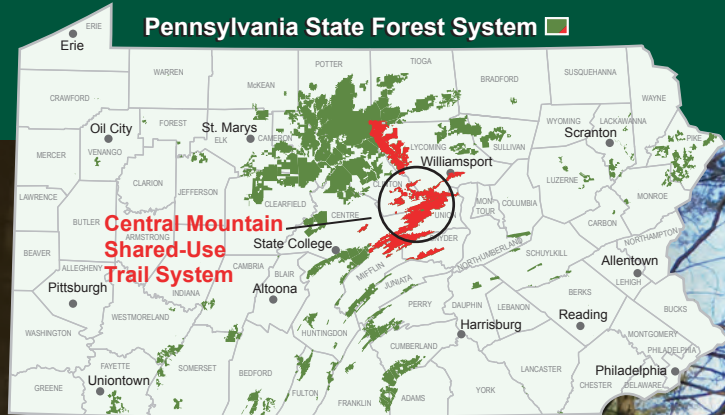 Pennsylvania State Forest System
ERIE
Erie
WARREN
McKEAN
POTTER
TIOGA
BRADFORD
SUSQUEHANNA
WAYNE
CRAWFORD
FOREST
ELK
CAMERON
St. Marys
Oil City
VENANGO
MERCER
WYOMING
LACKAWANNA
Scranton
PIKE
LYCOMING
SULLIVAN
Williamsport
CLINTON
LUZERNE
MONROE
CLARION
JEFFERSON
CLEARFIELD
CENTRE
UNION
MON
TOUR
COLUMBIA
CARBON
LAWRENCE
BUTLER
ARMSTRONG
Central Mountain
Shared-Use
Trail System
State College
SNYDER
NORTHUMBERLAND
SCHUYLKILL
NORTHAMPTON
Allentown
LEHIGH
BEAVER
ALLEGHENY
Pittsburgh
INDIANA
CAMBRIA
BLAIR
Altoona
MIFFLIN
JUNIATA
HUNTINGDON
PERRY
DAUPHIN
LEBANON
BERKS
Reading
BUCKS
WESTMORELAND
WASHINGTON
Harrisburg
CUMBERLAND
MONTGOMERY
PHILADELPHIA
Philadelphia
GREENE
FAYETTE
Uniontown
SOMERSET
BEDFORD
FULTON
FRANKLIN
ADAMS
YORK
LANCASTER
CHESTER
DELAWARE